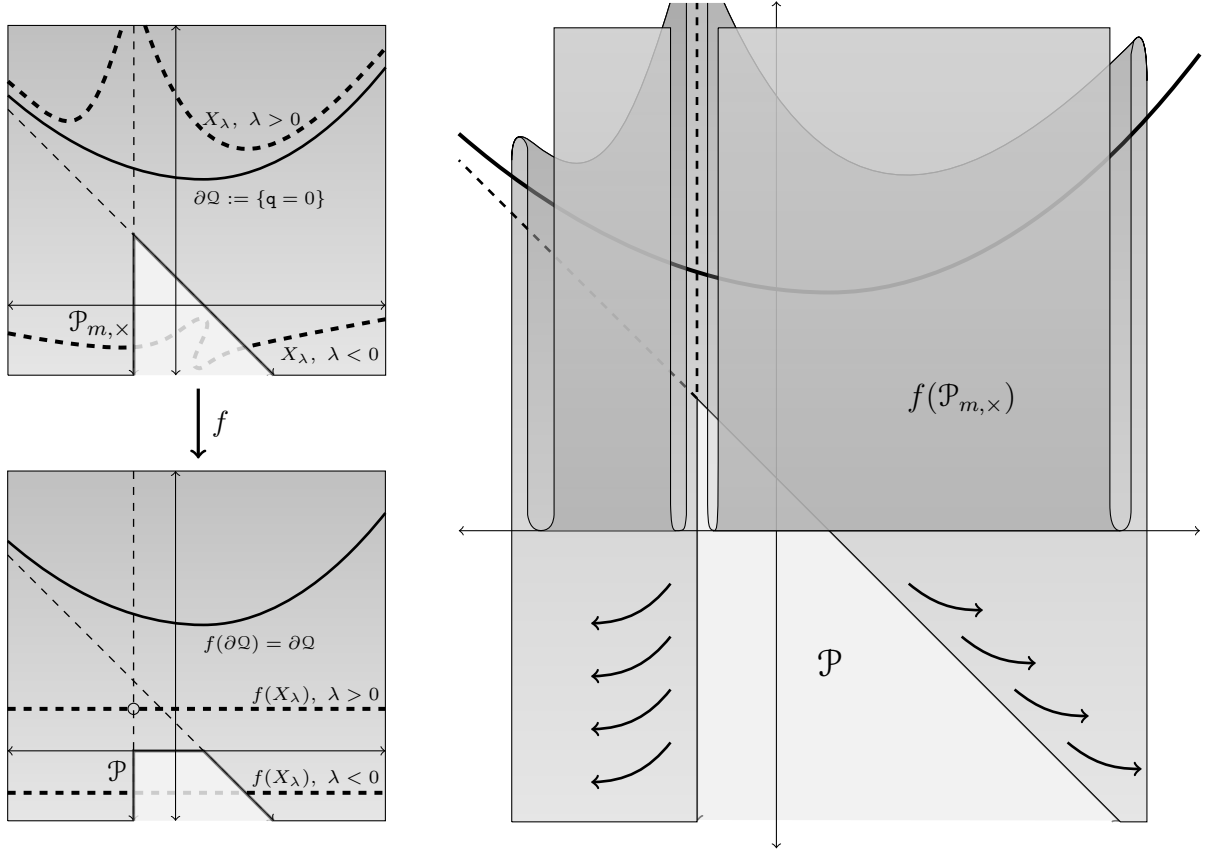 X_λ, λ > 0
∂𝒬 := {𝚚 = 0}
𝒫_{m,×}
X_λ, λ < 0
f
f(∂𝒬) = ∂𝒬
f(X_λ), λ > 0
𝒫
f(X_λ), λ < 0
f(𝒫_{m,×})
𝒫